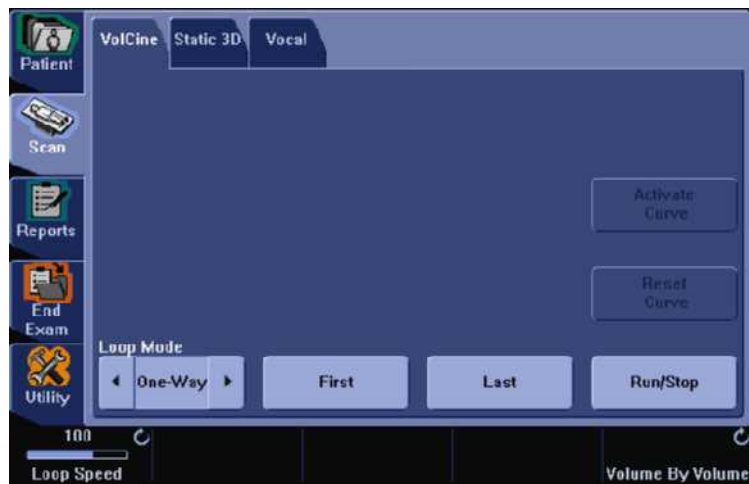 Patient
VolCine Static 3D Vocal
Scan
Activate
Curve
Reports
Reset
Curve
End
Exam
Loop Mode
One-Way First Last Run/Stop
Utility
100
Loop Speed Volume By Volume